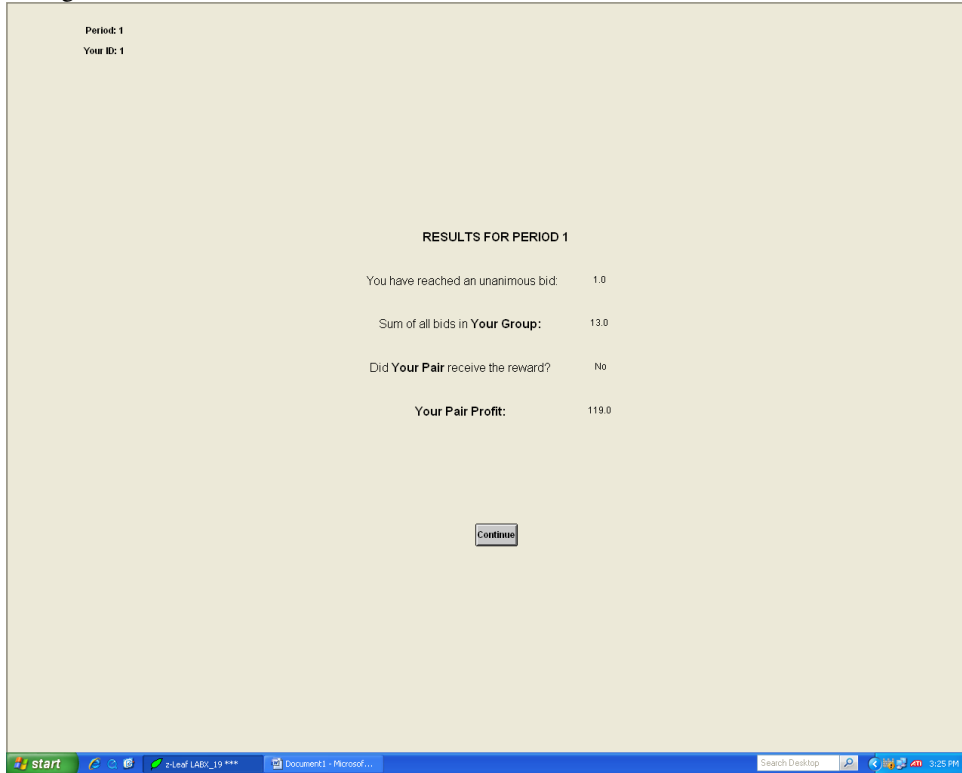 Period: 1
Your ID: 1
RESULTS FOR PERIOD 1
You have reached an unanimous bid: 1.0
Sum of all bids in Your Group: 13.0
Did Your Pair receive the reward? No
Your Pair Profit: 119.0
Continue
start z-Leaf LABX_19 *** Document1 - Microsof... Search Desktop ATI 3:25 PM